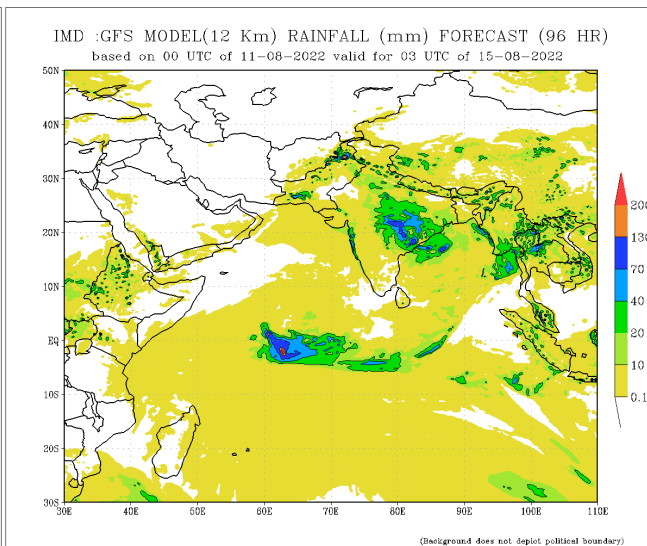 IMD :GFS MODEL(12 Km) RAINFALL (mm) FORECAST (96 HR)
based on 00 UTC of 11-08-2022 valid for 03 UTC of 15-08-2022
50N
40N
30N
20N
10N
EQ
10S
20S
30S
30E 40E 50E 60E 70E 80E 90E 100E 110E
200
130
70
40
20
10
0.1
(Background does not depict political boundary)